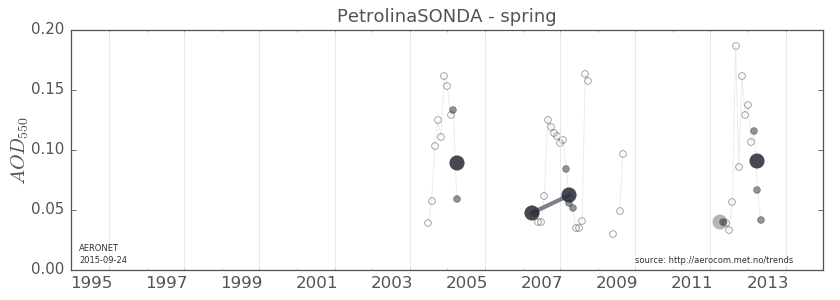 PetrolinaSONDA - spring
0.20
0.15
0.10
0.05
0.00
AOD550
AERONET
2015-09-24
source: http://aerocom.met.no/trends
1995 1997 1999 2001 2003 2005 2007 2009 2011 2013